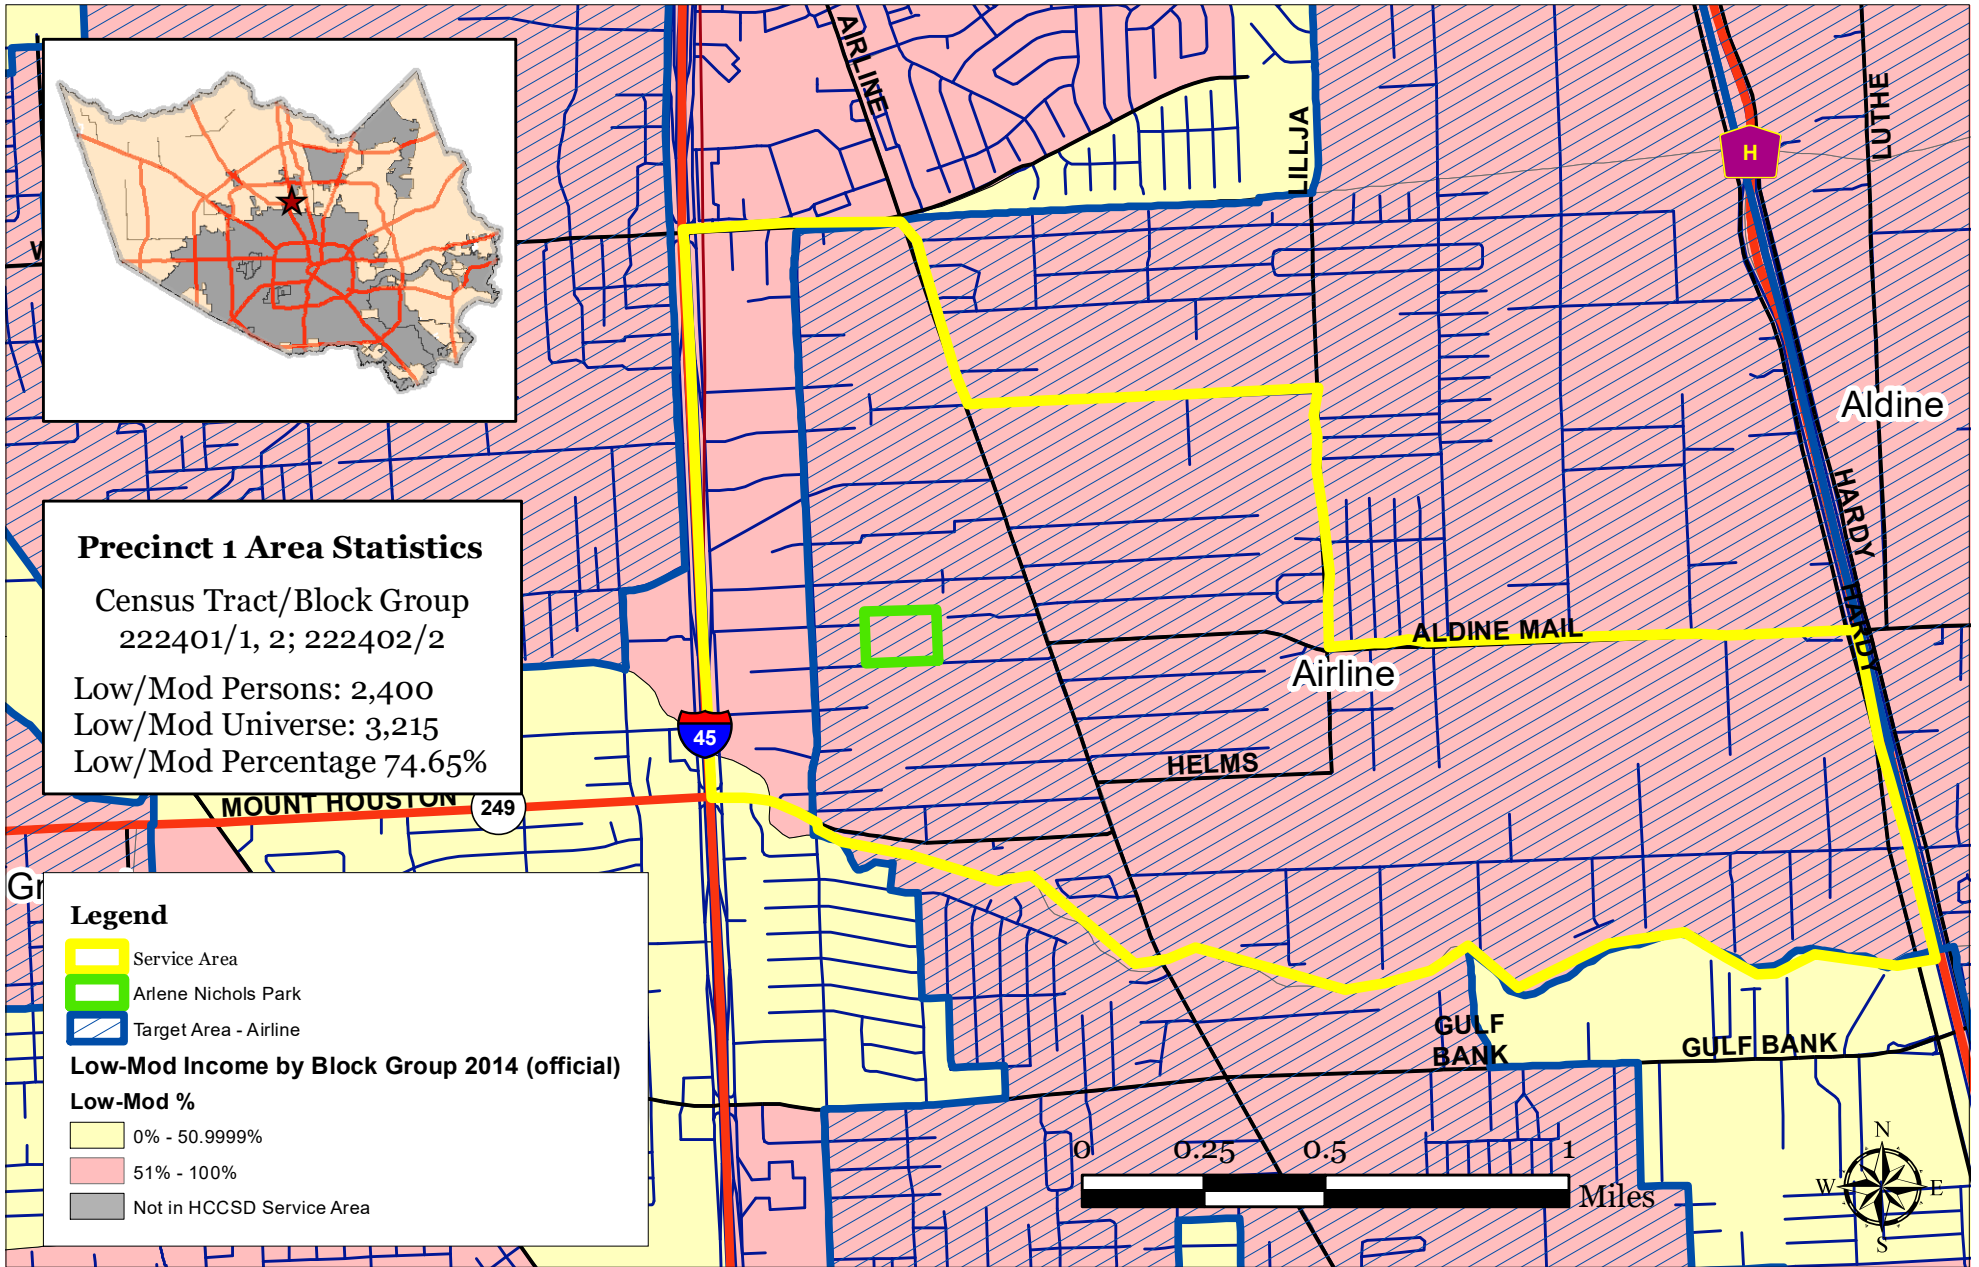 AIRLINE
LILLJA
LUTHE
H
W
Aldine
HARDY
HARDY
Precinct 1 Area Statistics
Census Tract/Block Group
222401/1, 2; 222402/2
Low/Mod Persons: 2,400
Low/Mod Universe: 3,215
Low/Mod Percentage 74.65%
ALDINE MAIL
Airline
45
HELMS
MOUNT HOUSTON
249
Gr
Legend
Service Area
Arlene Nichols Park
Target Area - Airline
Low-Mod Income by Block Group 2014 (official)
Low-Mod %
0% - 50.9999%
51% - 100%
Not in HCCSD Service Area
GULF
BANK
GULF BANK
0 0.25 0.5 1
Miles
N
W E
S